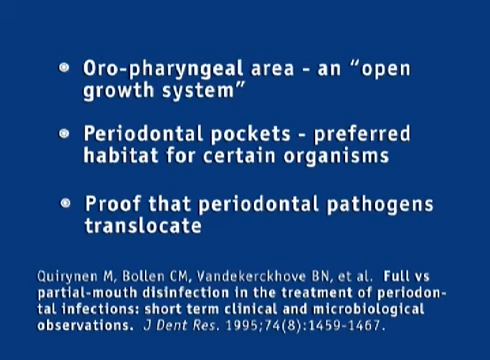 Oro-pharyngeal area - an “open
growth system”
Periodontal pockets - preferred
habitat for certain organisms
Proof that periodontal pathogens
translocate
Quirynen M, Bollen CM, Vandekerckhove BN, et al. Full vs
partial-mouth disinfection in the treatment of periodon-
tal infections: short term clinical and microbiological
observations. J Dent Res. 1995;74(8):1459-1467.